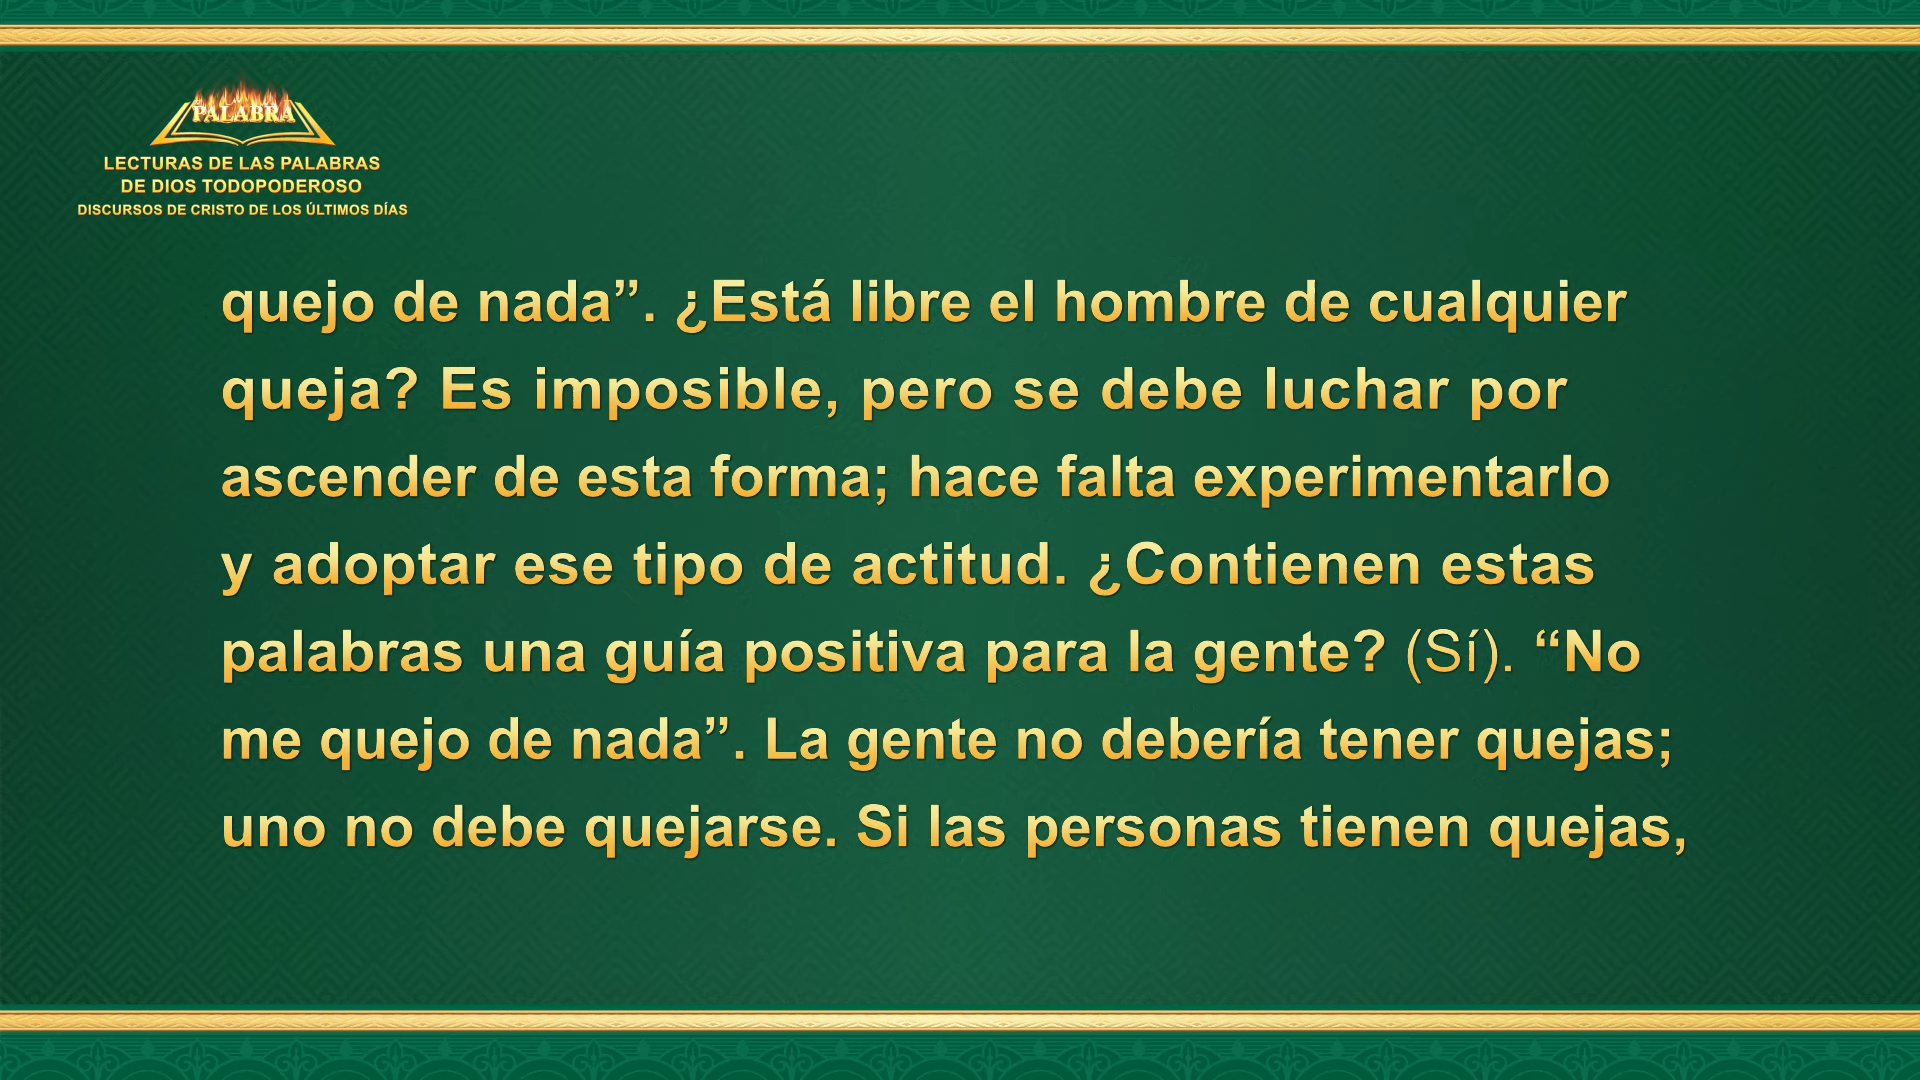 PALABRA
LECTURAS DE LAS PALABRAS
DE DIOS TODOPODEROSO
DISCURSOS DE CRISTO DE LOS ÚLTIMOS DÍAS
quejo de nada”. ¿Está libre el hombre de cualquier
queja? Es imposible, pero se debe luchar por
ascender de esta forma; hace falta experimentarlo
y adoptar ese tipo de actitud. ¿Contienen estas
palabras una guía positiva para la gente? (Sí). “No
me quejo de nada”. La gente no debería tener quejas;
uno no debe quejarse. Si las personas tienen quejas,